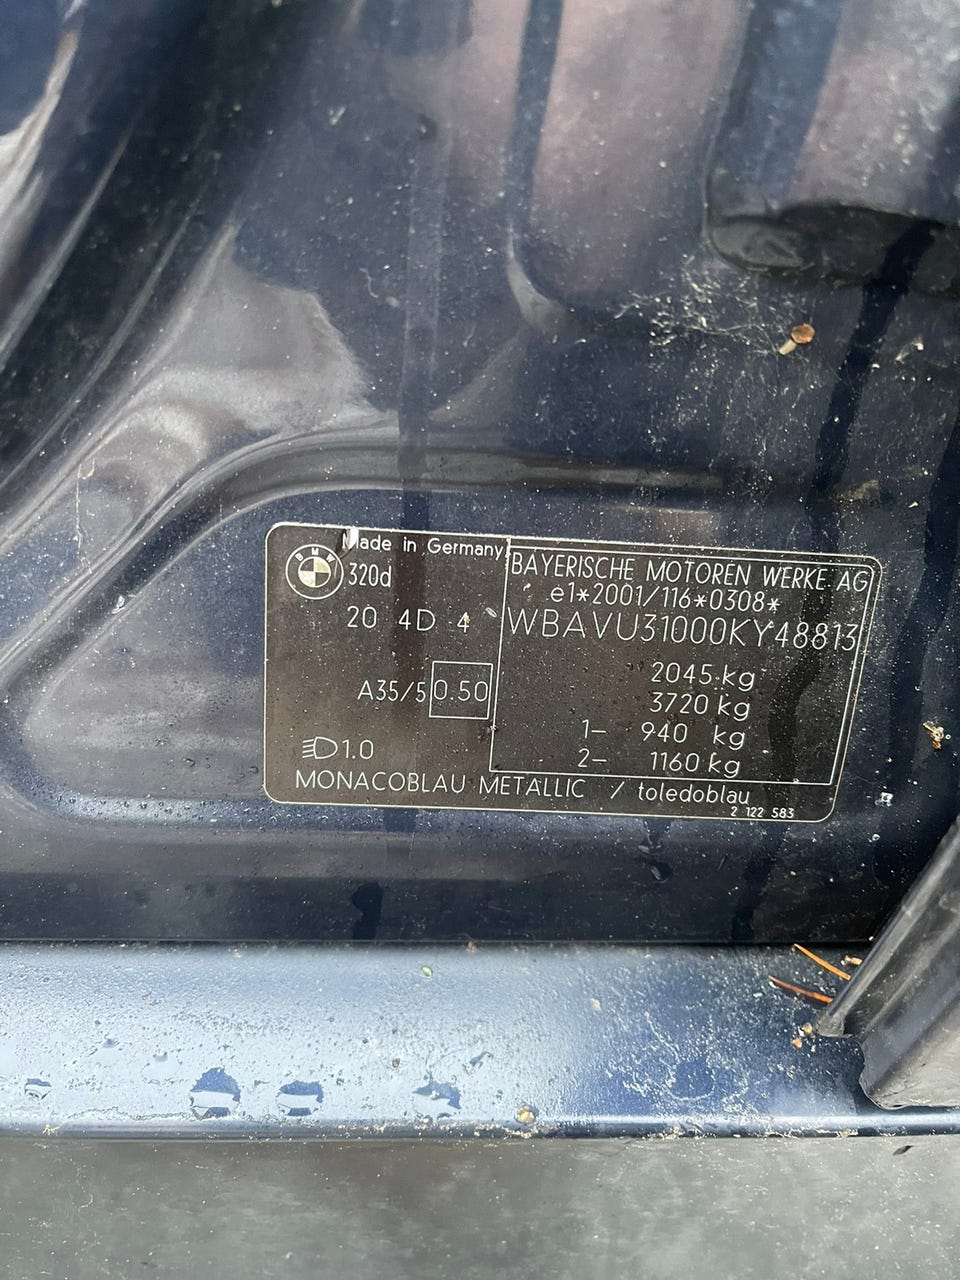 Made in Germany
BMW
320d
20 4D 4
A35/5 0.50
1.0
BAYERISCHE MOTOREN WERKE AG
e1*2001/116*0308*
WBAVU31000KY48813
2045 kg
3720 kg
1- 940 kg
2- 1160 kg
MONACOBLAU METALLIC / toledoblau
2 122 583